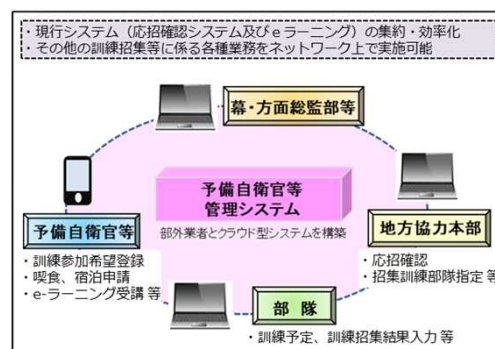 ・現行システム（応招確認システム及びｅラーニング）の集約・効率化
・その他の訓練招集等に係る各種業務をネットワーク上で実施可能
幕・方面総監部等
予備自衛官等
管理システム
部外業者とクラウド型システムを構築
予備自衛官等
・訓練参加希望登録
・喫食、宿泊申請
・e-ラーニング受講 等
地方協力本部
・応招確認
・招集訓練部隊指定 等
部 隊
・訓練予定、訓練招集結果入力 等